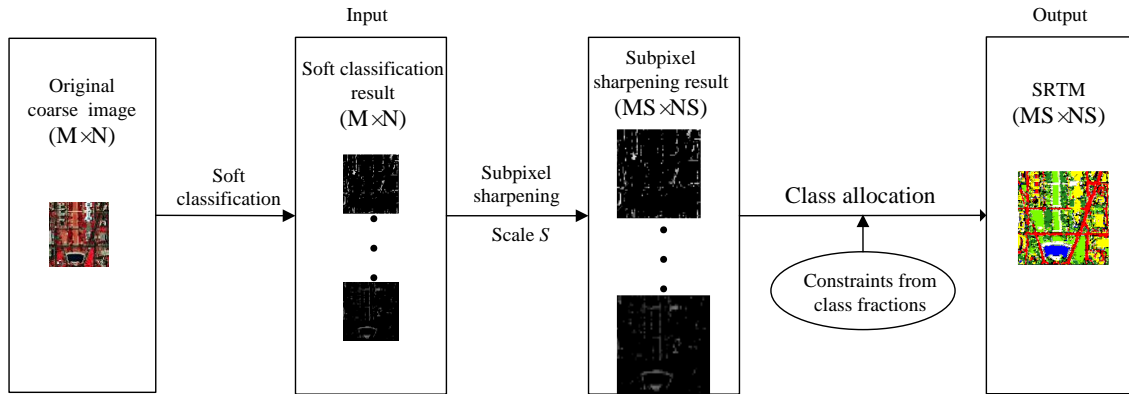 Input
Output
Original
coarse image
(M×N)
Soft
classification
Soft classification
result
(M×N)
Subpixel
sharpening
Scale S
Subpixel
sharpening result
(MS×NS)
Class allocation
Constraints from
class fractions
SRTM
(MS×NS)